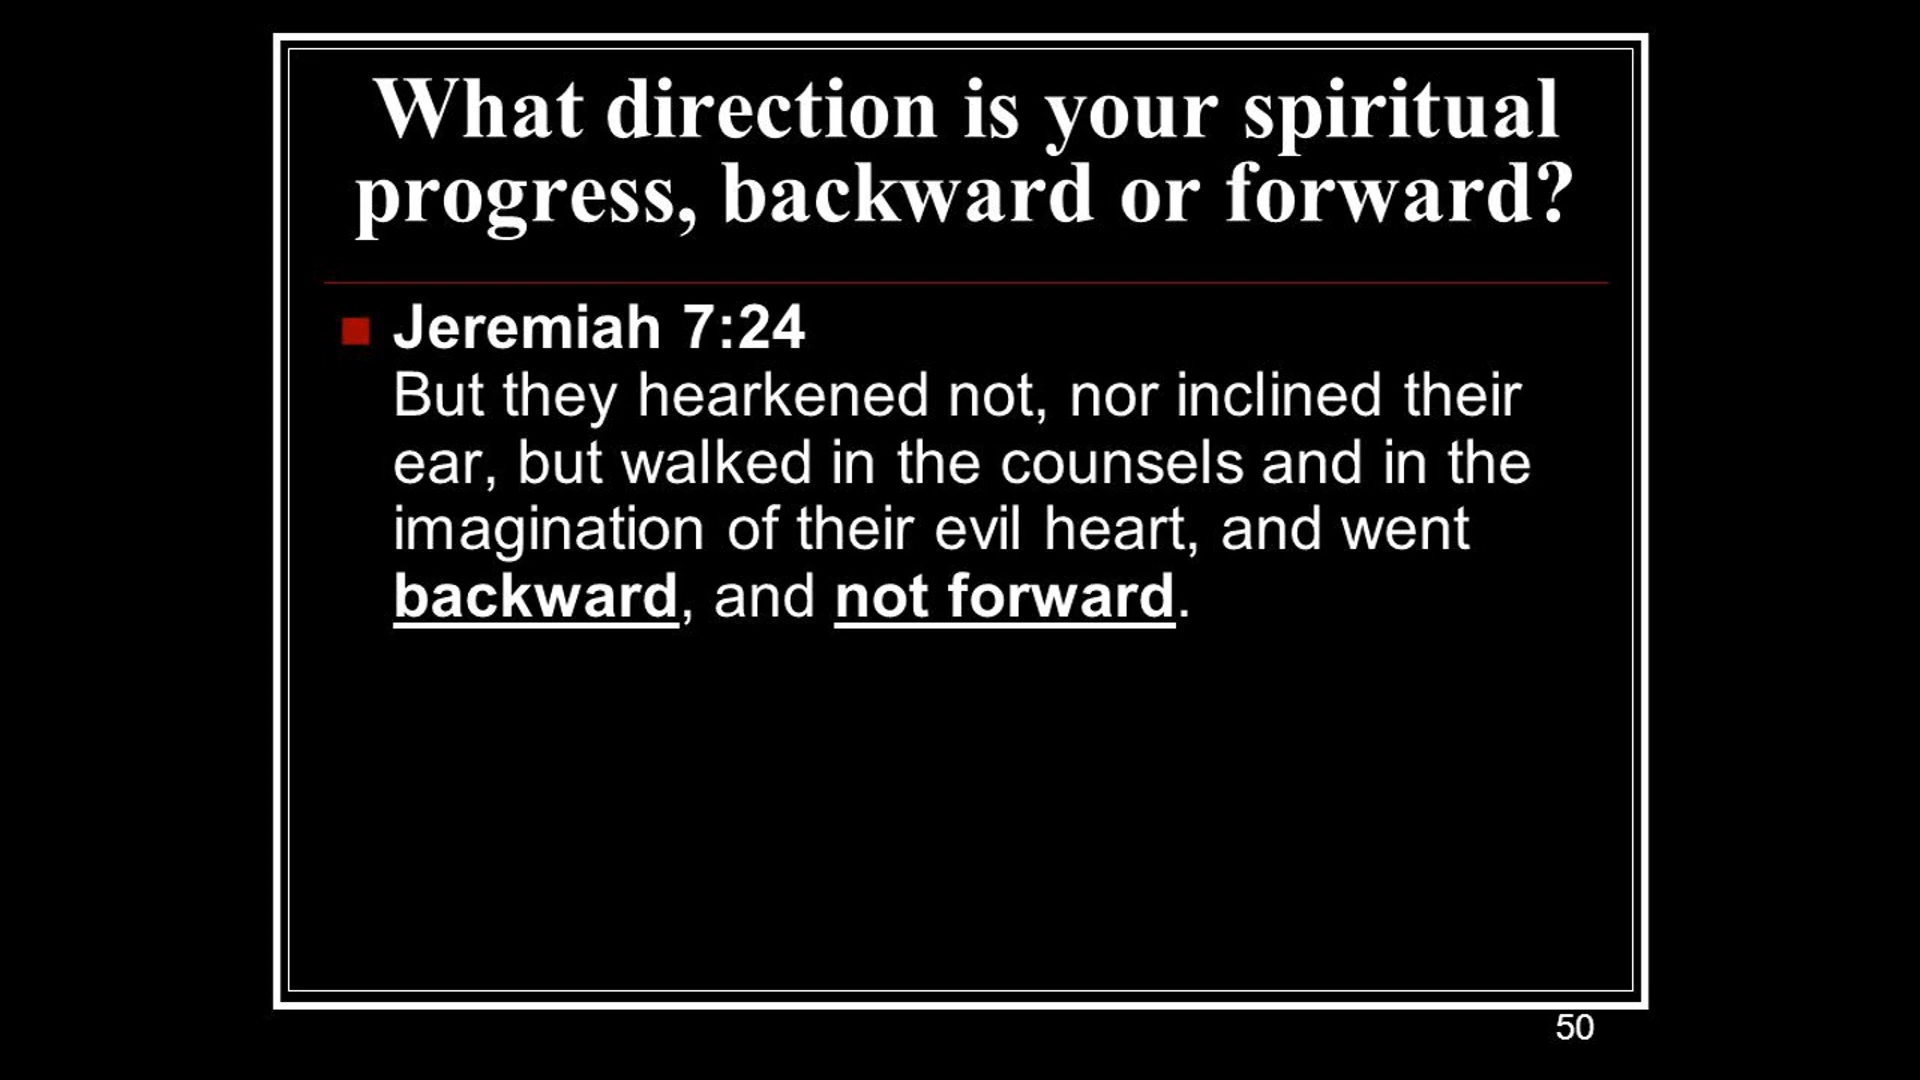 What direction is your spiritual
progress, backward or forward?
Jeremiah 7:24
But they hearkened not, nor inclined their
ear, but walked in the counsels and in the
imagination of their evil heart, and went
backward, and not forward.
50